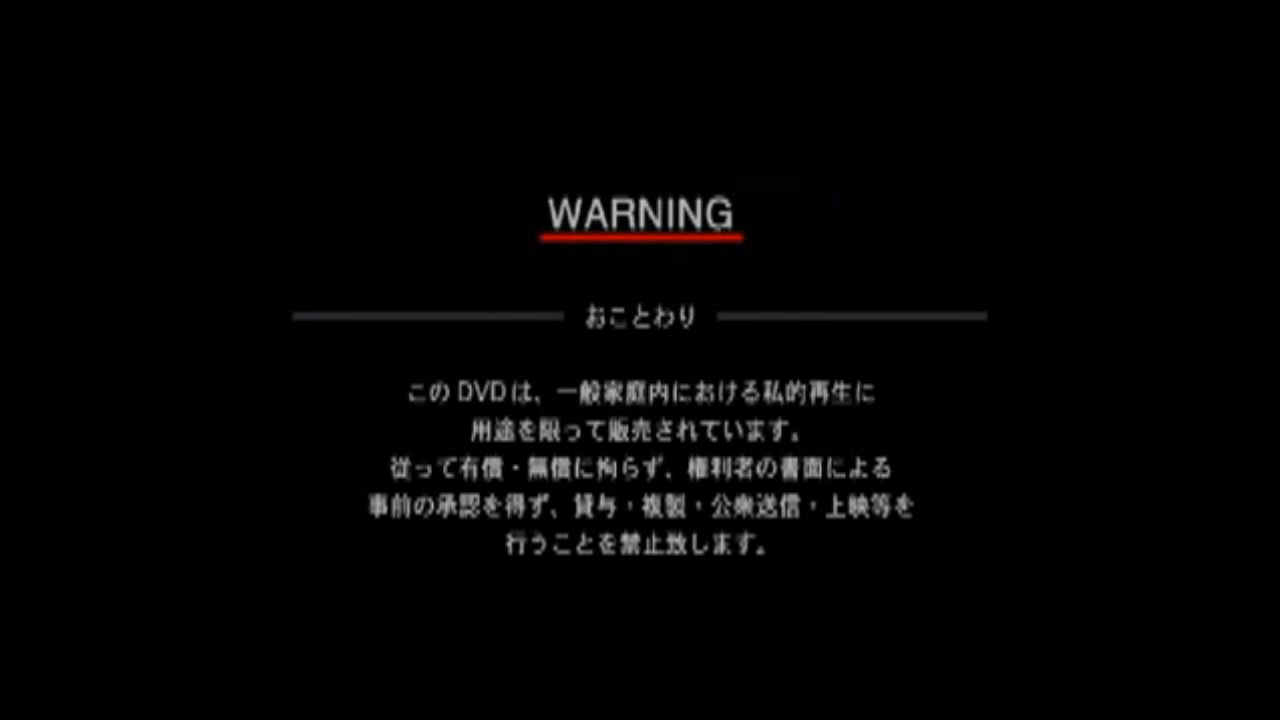 WARNING
おことわり
このDVDは、一般家庭内における私的再生に
用途を限って販売されています。
従って有償・無償に拘らず、権利者の書面による
事前の承認を得ず、貸与・複製・公衆送信・上映等を
行うことを禁止致します。